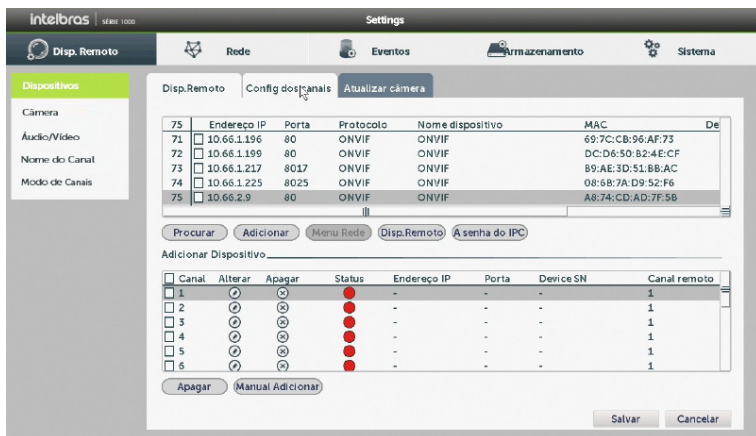 intelbras SÉRIE 1000
Settings
Disp. Remoto Rede Eventos Armazenamento Sistema
Dispositivos
Câmera
Áudio/Vídeo
Nome do Canal
Modo de Canais
Disp.Remoto Config dos canais Atualizar câmera
75 Endereço IP Porta Protocolo Nome dispositivo MAC De
71 10.66.1.196 80 ONVIF ONVIF 69:7C:CB:96:AF:73
72 10.66.1.199 80 ONVIF ONVIF DC:D6:50:B2:4E:CF
73 10.66.1.217 8017 ONVIF ONVIF B9:AE:3D:51:BB:AC
74 10.66.1.225 8025 ONVIF ONVIF 08:6B:7A:D9:52:F6
75 10.66.2.9 80 ONVIF ONVIF A8:74:CD:AD:7F:5B
Procurar Adicionar Menu Rede Disp.Remoto A senha do IPC
Adicionar Dispositivo
Canal Alterar Apagar Status Endereço IP Porta Device SN Canal remoto
1 - - - 1
2 - - - 1
3 - - - 1
4 - - - 1
5 - - - 1
6 - - - 1
Apagar Manual Adicionar
Salvar Cancelar